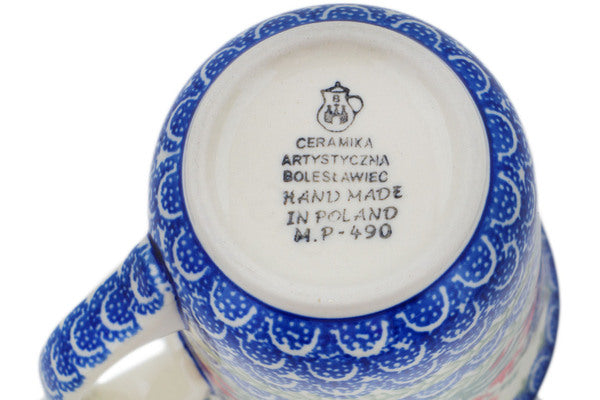 B
CERAMIKA
ARTYSTYCZNA
BOLESŁAWIEC
HAND MADE
IN POLAND
M.P-490